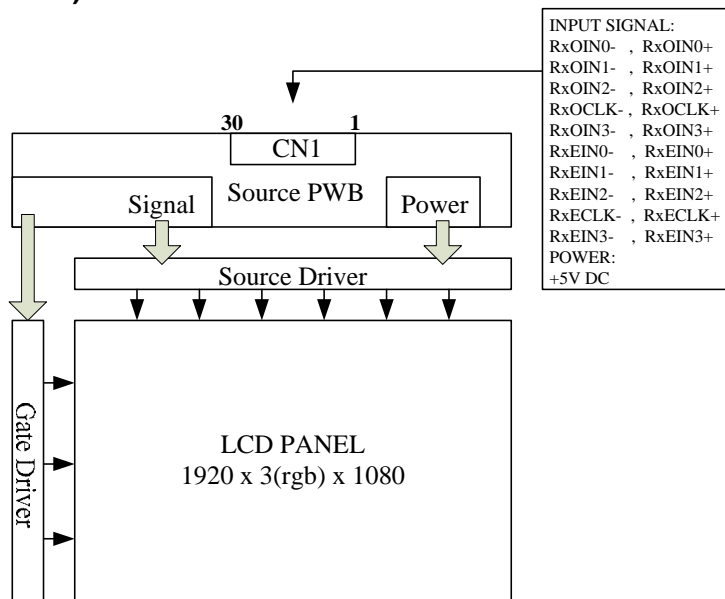 INPUT SIGNAL:
RxOIN0- , RxOIN0+
RxOIN1- , RxOIN1+
RxOIN2- , RxOIN2+
RxOCLK- , RxOCLK+
RxOIN3- , RxOIN3+
RxEIN0- , RxEIN0+
RxEIN1- , RxEIN1+
RxEIN2- , RxEIN2+
RxECLK- , RxECLK+
RxEIN3- , RxEIN3+
POWER:
+5V DC
30 1
CN1
Source PWB
Signal
Power
Source Driver
Gate Driver
LCD PANEL
1920 x 3(rgb) x 1080